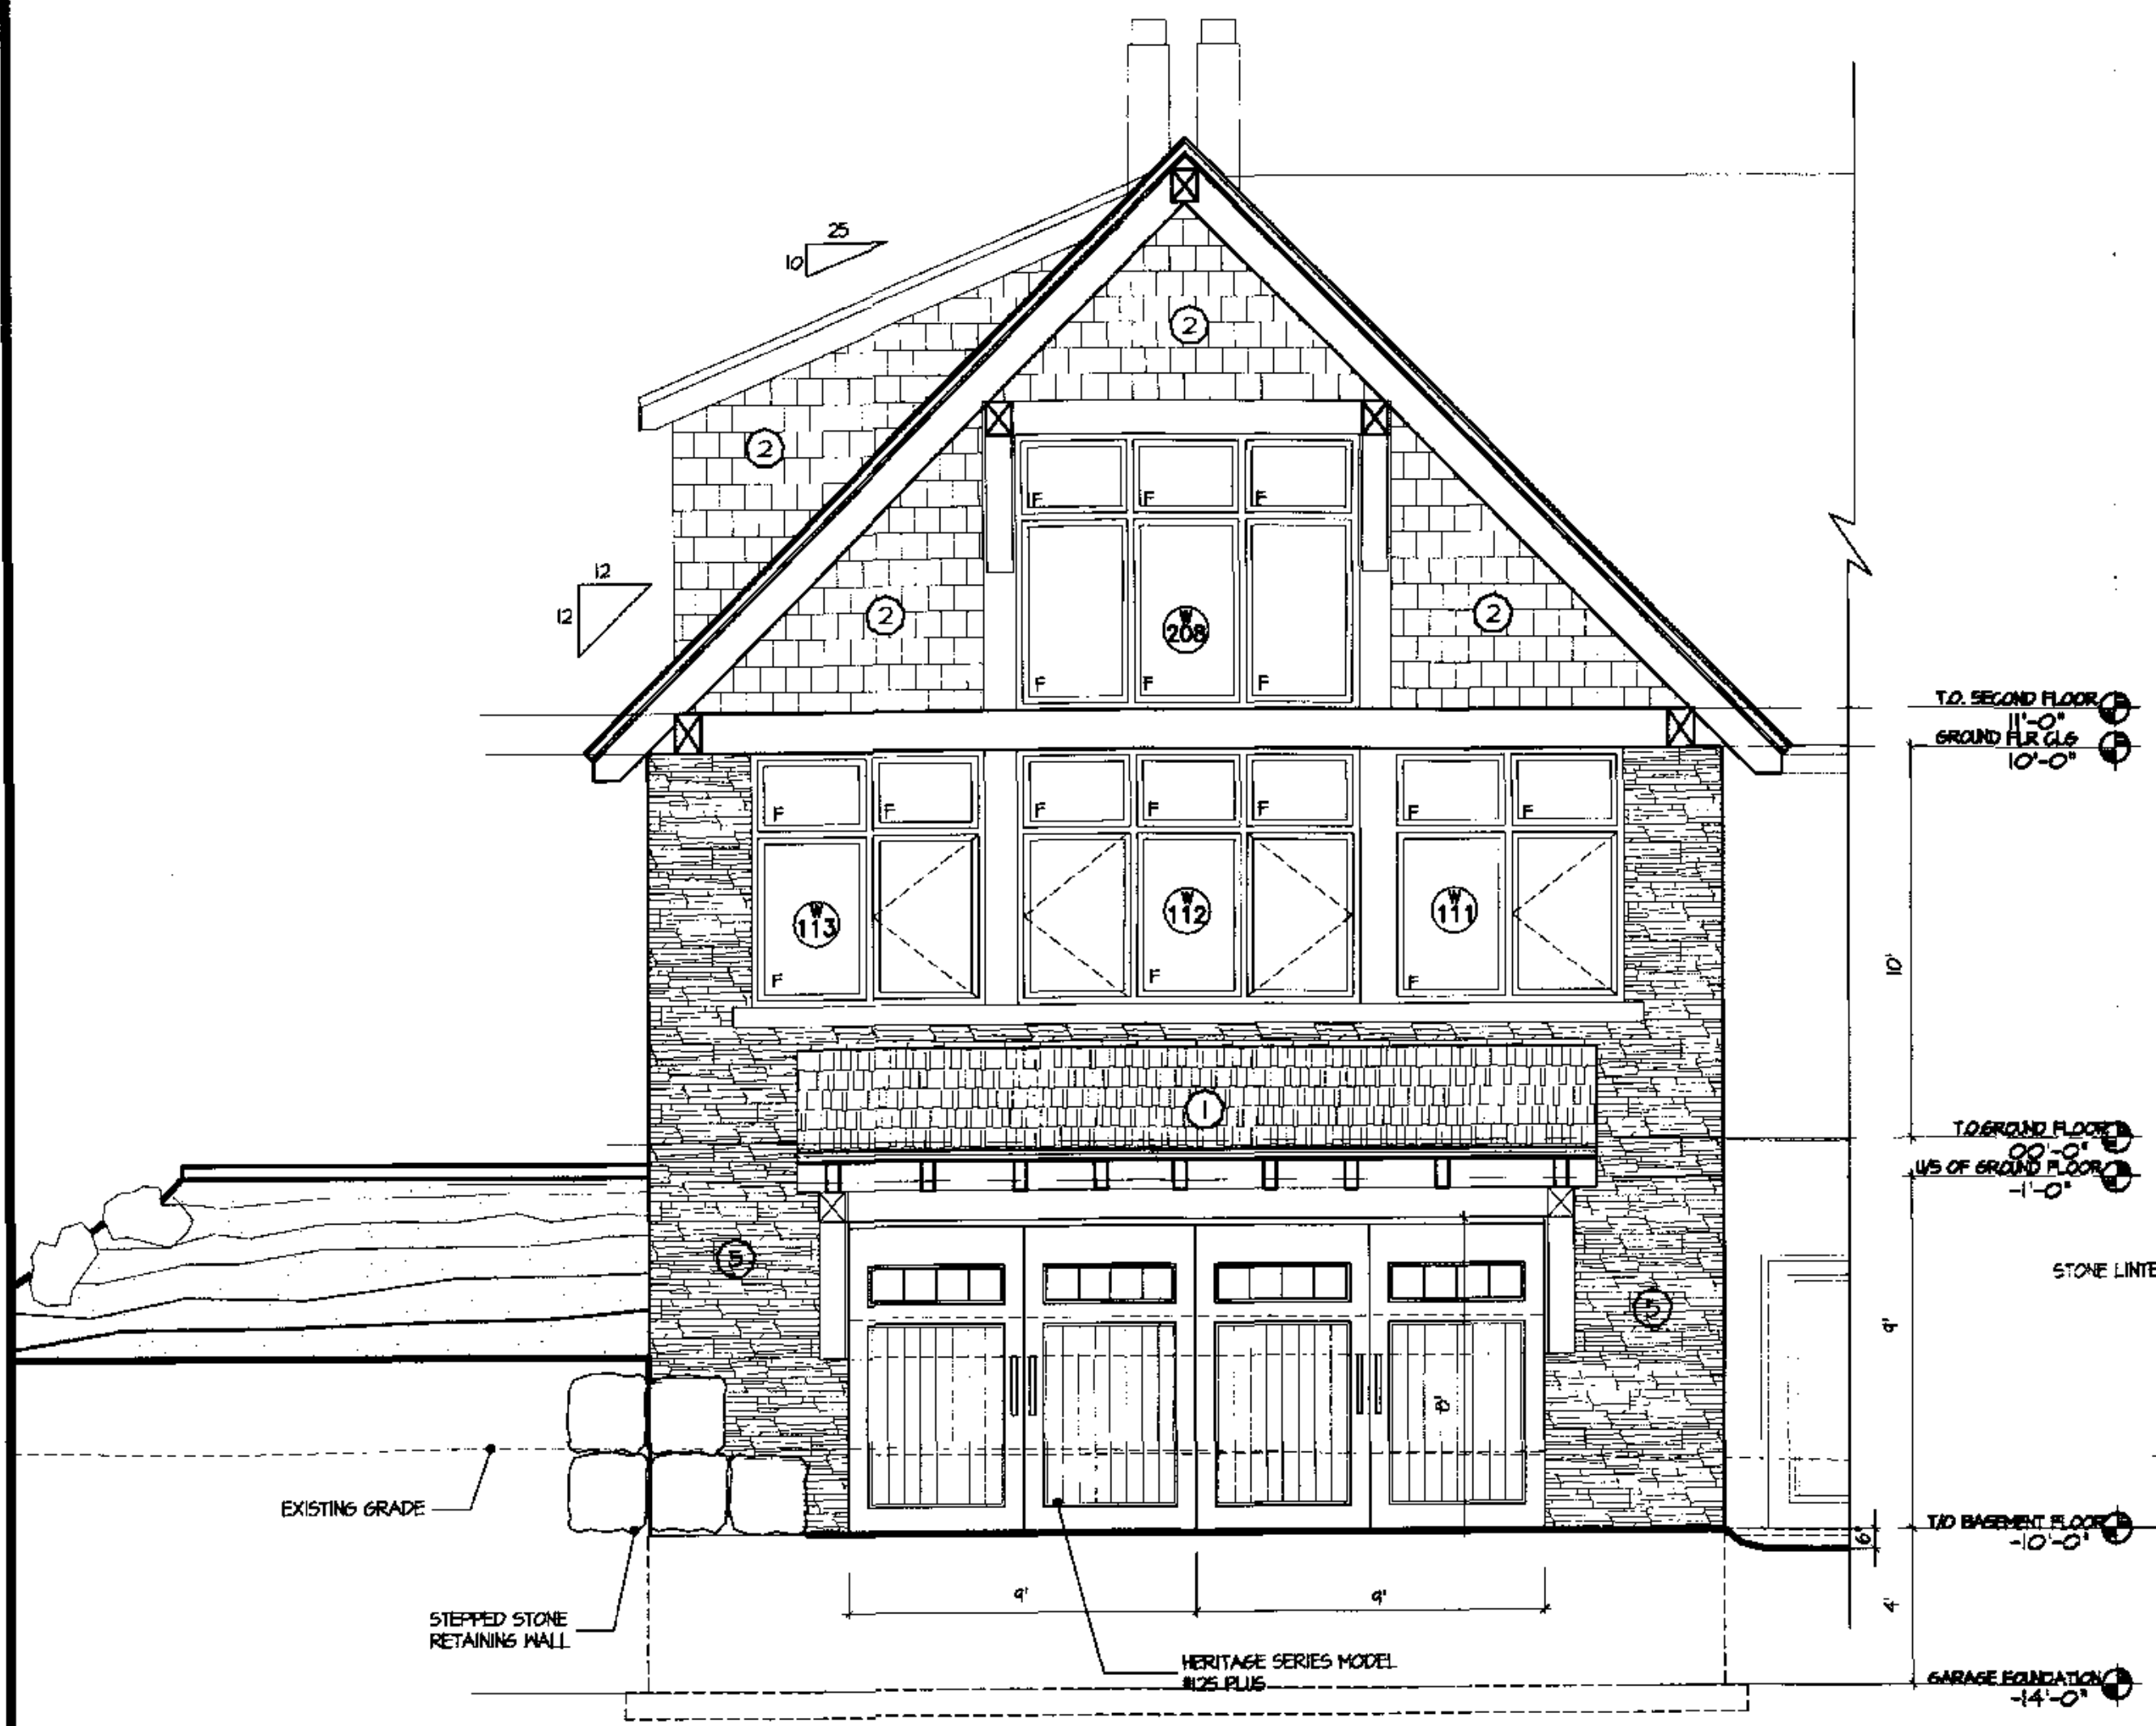 25
10
2
2
12
12
F
F
F
2
2
W
208
F
F
F
T.O. SECOND FLOOR
11'-0"
GROUND FLR CLG
10'-0"
F
F
F
F
F
F
F
W
113
W
112
W
111
F
F
F
10'
1
T.O.GROUND FLOOR
00'-0"
U/S OF GROUND FLOOR
-1'-0"
5
STONE LINTE
5
9'
8'
EXISTING GRADE
T/O BASEMENT FLOOR
-10'-0"
6"
9'
9'
4'
STEPPED STONE
RETAINING WALL
HERITAGE SERIES MODEL
#125 PLUS
GARAGE FOUNDATION
-14'-0"